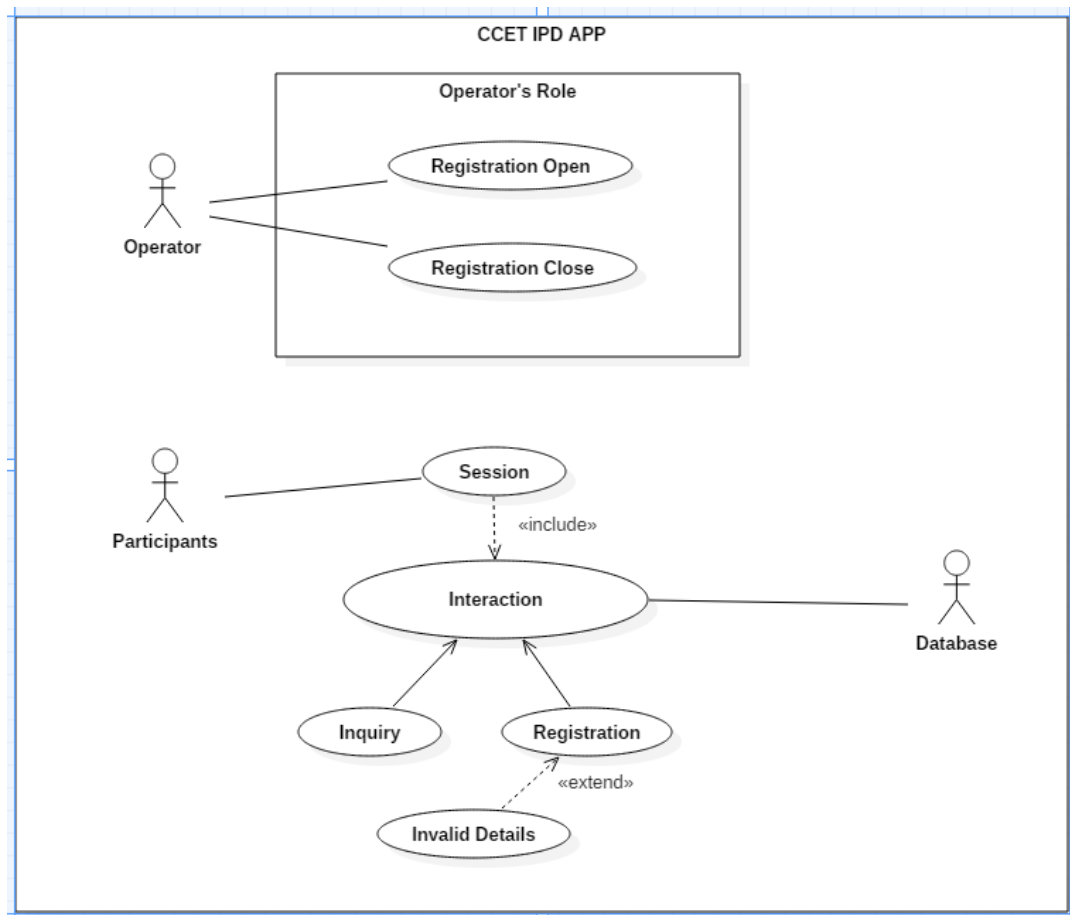 CCET IPD APP
Operator's Role
Registration Open
Operator
Registration Close
Session
Participants
«include»
Interaction
Database
Inquiry
Registration
«extend»
Invalid Details